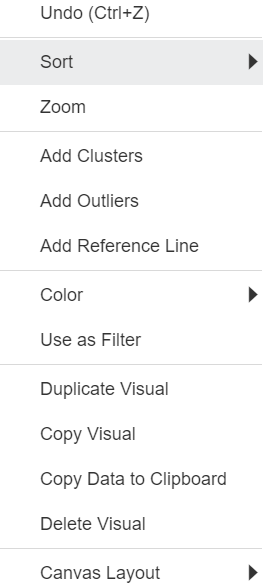 Undo (Ctrl+Z)
Sort
Zoom
Add Clusters
Add Outliers
Add Reference Line
Color
Use as Filter
Duplicate Visual
Copy Visual
Copy Data to Clipboard
Delete Visual
Canvas Layout